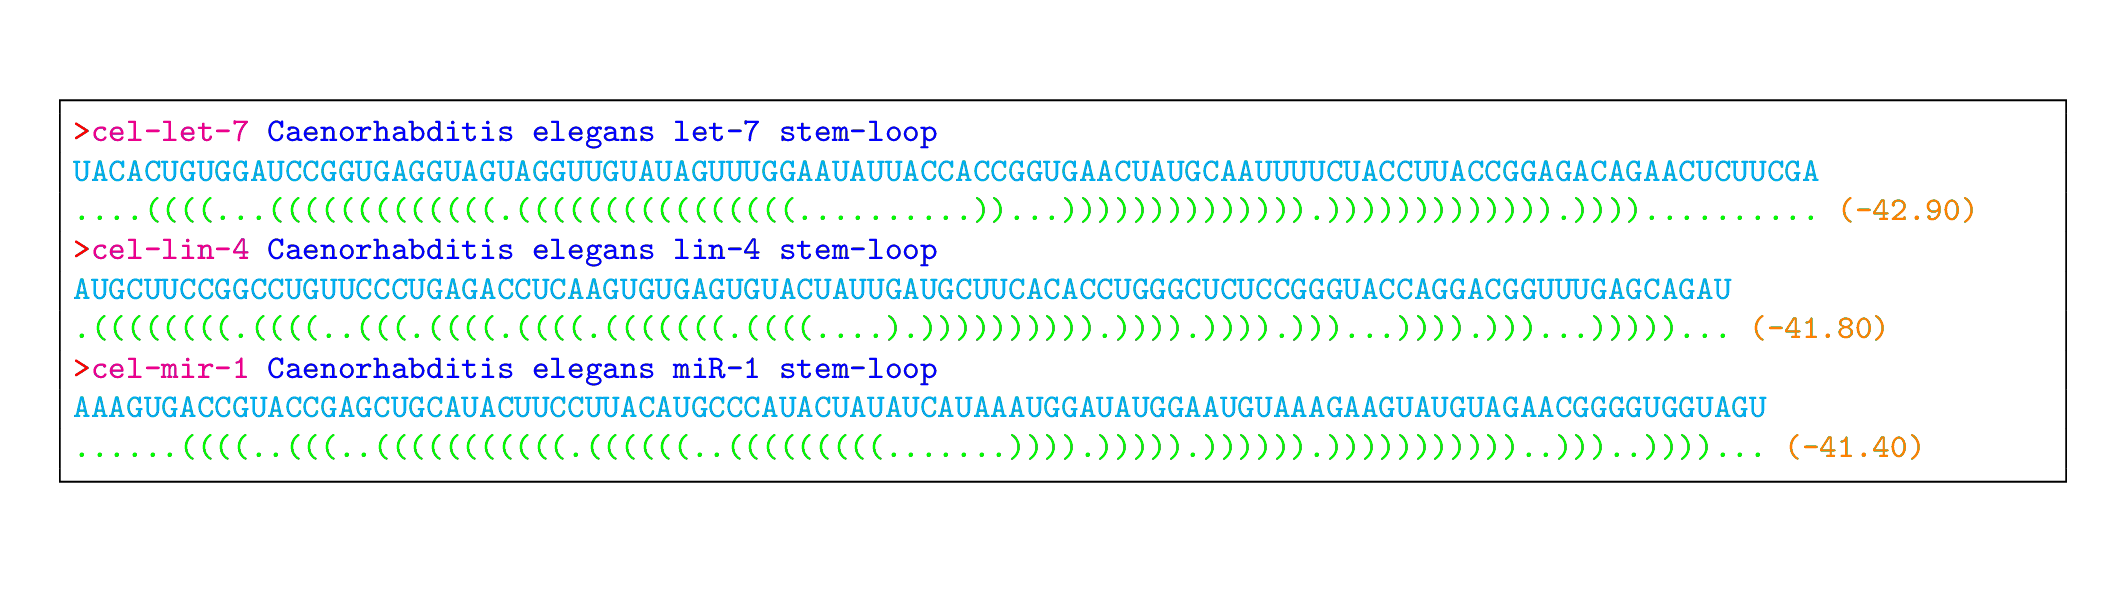 >cel-let-7 Caenorhabditis elegans let-7 stem-loop
UACACUGUGGAUCCGGUGAGGUAGUAGGUUGUAUAGUUUGGAAUAUUACCACCGGUGAACUAUGCAAUUUUCUACCUUACCGGAGACAGAACUCUUCGA
....((((...(((((((((((((.((((((((((((((((..........))...)))))))))))))).))))))))))))).)))).......... (-42.90)
>cel-lin-4 Caenorhabditis elegans lin-4 stem-loop
AUGCUUCCGGCCUGUUCCCUGAGACCUCAAGUGUGAGUGUACUAUUGAUGCUUCACACCUGGGCUCUCCGGGUACCAGGACGGUUUGAGCAGAU
.((((((((.((((..(((.((((.((((.(((((((.((((....).)))))))))).)))).)))).)))...)))).)))...)))))... (-41.80)
>cel-mir-1 Caenorhabditis elegans miR-1 stem-loop
AAAGUGACCGUACCGAGCUGCAUACUUCCUUACAUGCCCAUACUAUAUCAUAAAUGGAUAUGGAAUGUAAAGAAGUAUGUAGAACGGGGUGGUAGU
......((((..(((..(((((((((((.((((((..(((((((((.......)))).))))).)))))).)))))))))))..)))..))))... (-41.40)